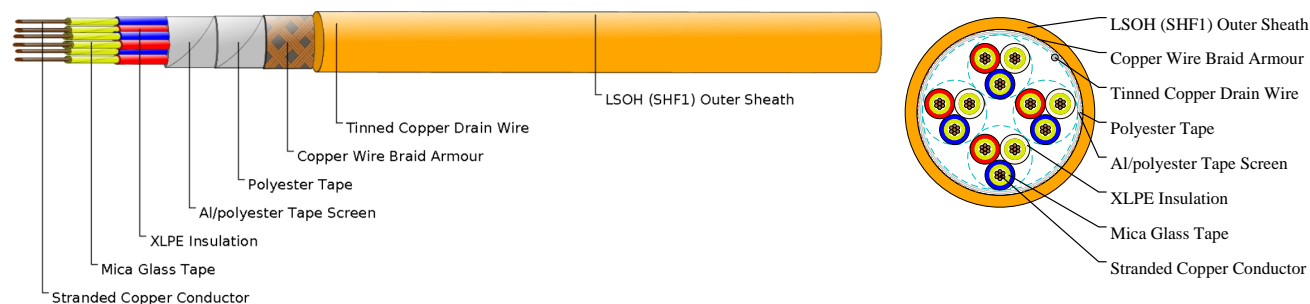 LSOH (SHF1) Outer Sheath
Tinned Copper Drain Wire
Copper Wire Braid Armour
Polyester Tape
Al/polyester Tape Screen
XLPE Insulation
Mica Glass Tape
Stranded Copper Conductor
LSOH (SHF1) Outer Sheath
Copper Wire Braid Armour
Tinned Copper Drain Wire
Polyester Tape
Al/polyester Tape Screen
XLPE Insulation
Mica Glass Tape
Stranded Copper Conductor